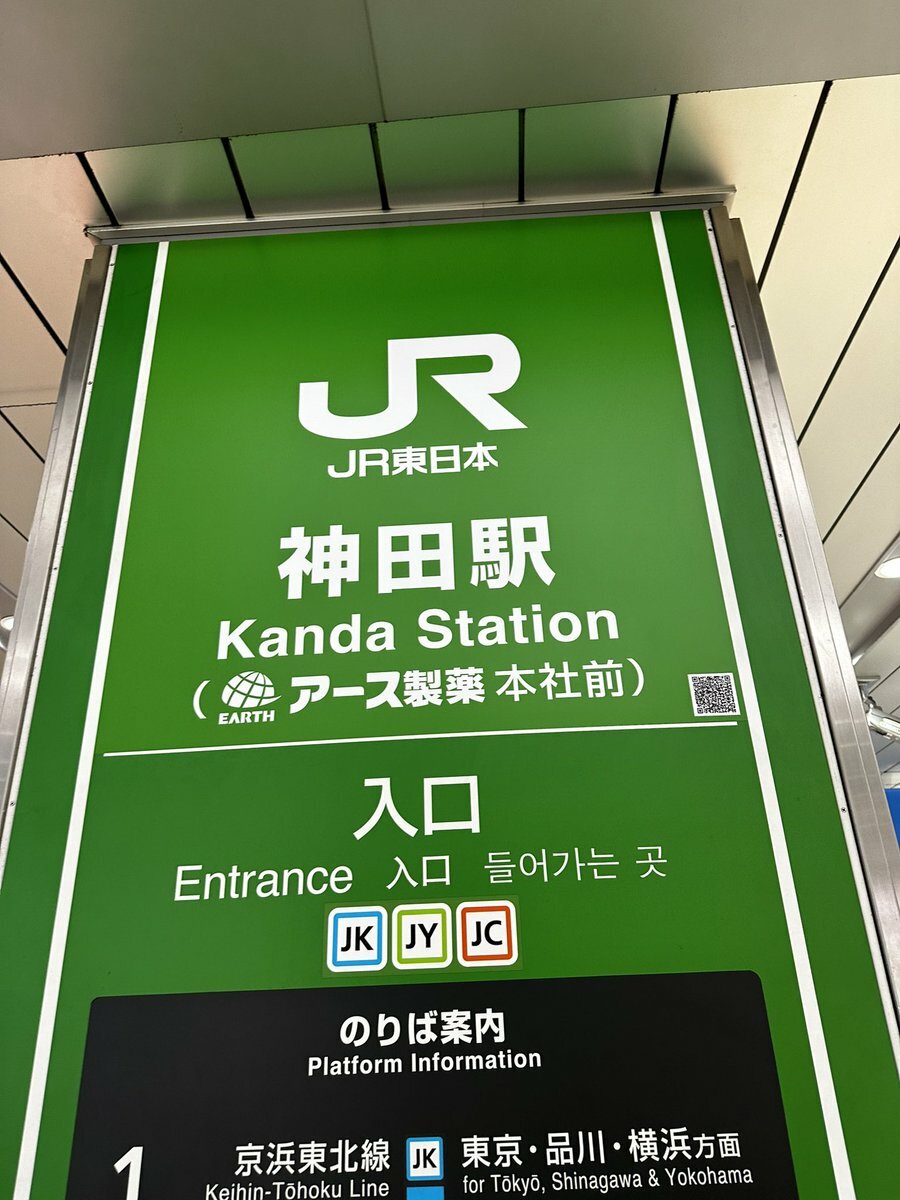 JR
JR東日本
神田駅
Kanda Station
(EARTH アース製薬 本社前)
入口
Entrance 入口 들어가는 곳
JK JY JC
のりば案内
Platform Information
1 京浜東北線 JK 東京・品川・横浜方面
Keihin-Tōhoku Line for Tōkyō, Shinagawa & Yokohama